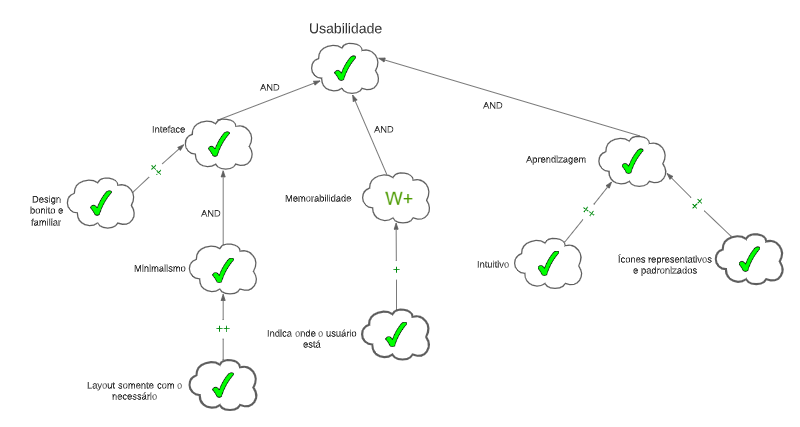 Usabilidade
AND
AND
AND
Inteface
Aprendizagem
++
Design
bonito e
familiar
Memorabilidade
W+
++
++
AND
Minimalismo
Intuitivo
Ícones representativos
e padronizados
+
++
Indica onde o usuário
está
Layout somente com o
necessário